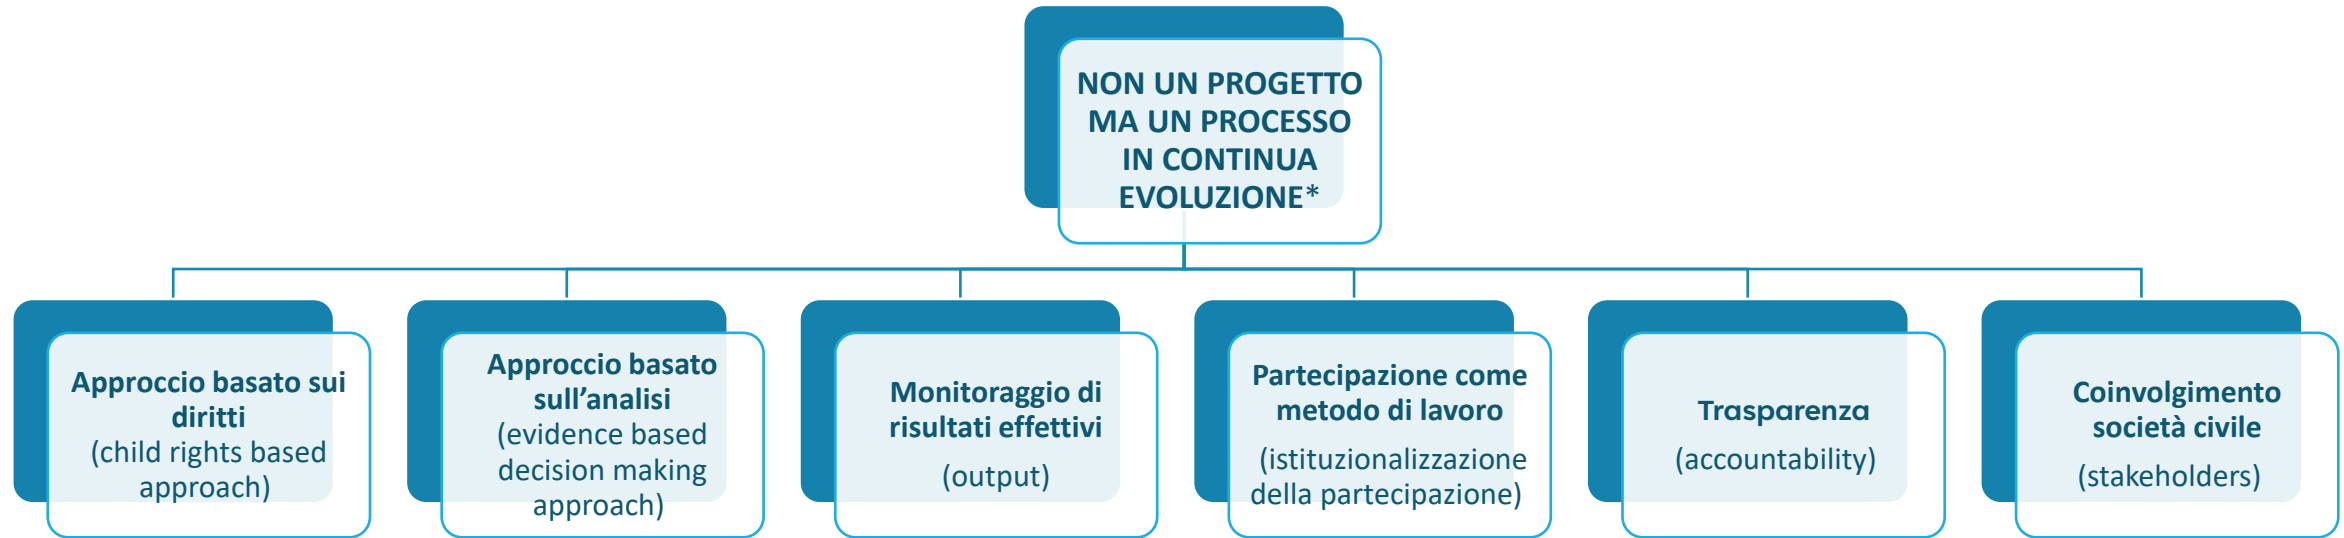 NON UN PROGETTO
MA UN PROCESSO
IN CONTINUA
EVOLUZIONE*
Approccio basato sui
diritti
(child rights based
approach)
Approccio basato
sull’analisi
(evidence based
decision making
approach)
Monitoraggio di
risultati effettivi
(output)
Partecipazione come
metodo di lavoro
(istituzionalizzazione
della partecipazione)
Trasparenza
(accountability)
Coinvolgimento
società civile
(stakeholders)